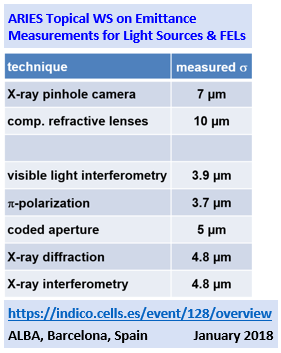 ARIES Topical WS on Emittance
Measurements for Light Sources & FELs
technique measured σ
X-ray pinhole camera 7 µm
comp. refractive lenses 10 µm
visible light interferometry 3.9 µm
π-polarization 3.7 µm
coded aperture 5 µm
X-ray diffraction 4.8 µm
X-ray interferometry 4.8 µm
https://indico.cells.es/event/128/overview
ALBA, Barcelona, Spain January 2018